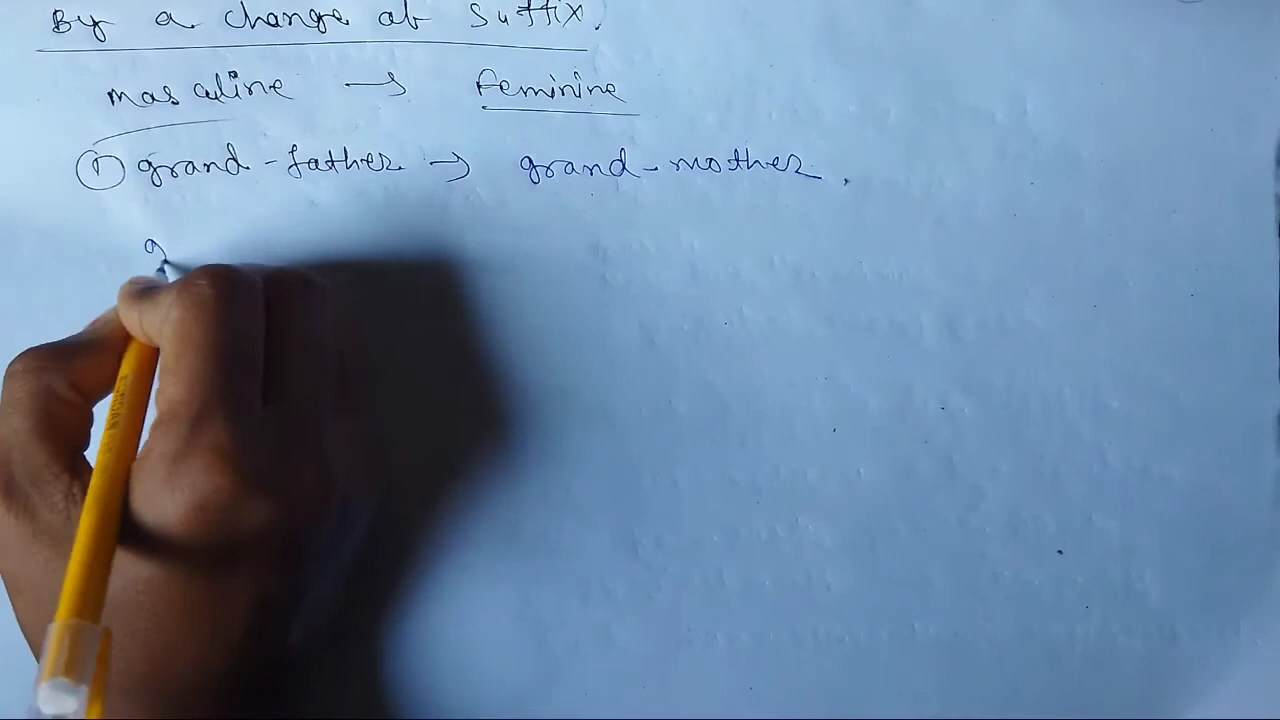 By a change of suffix.
masculine → Feminine
① grand-father → grand-mother.
g